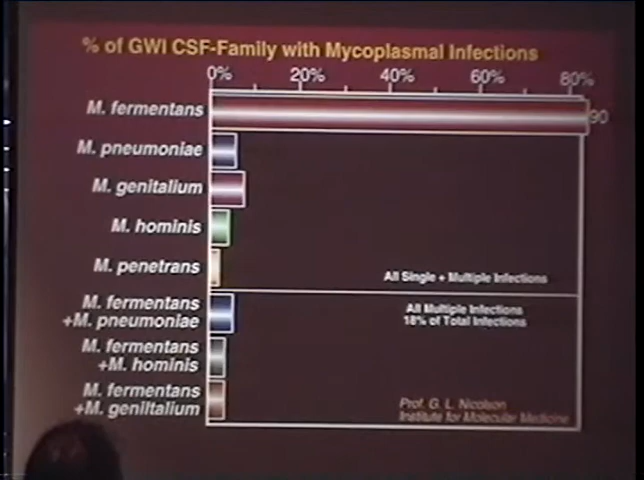 % of GWI CSF-Family with Mycoplasmal Infections
0% 20% 40% 60% 80%
M. fermentans
90
M. pneumoniae
M. genitalium
M. hominis
M. penetrans
All Single + Multiple Infections
M. fermentans
+M. pneumoniae
All Multiple Infections
18% of Total Infections
M. fermentans
+M. hominis
M. fermentans
+M. geniltalium
Prof. G. L. Nicolson
Institute for Molecular Medicine